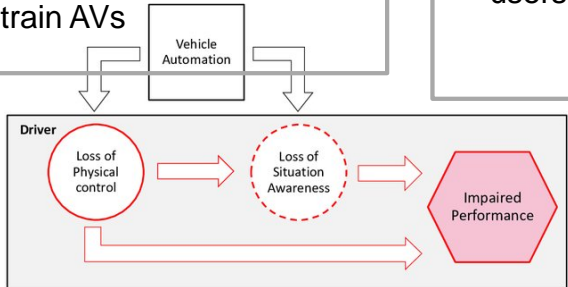 train AVs
users
Vehicle
Automation
Driver
Loss of
Physical
control
Loss of
Situation
Awareness
Impaired
Performance